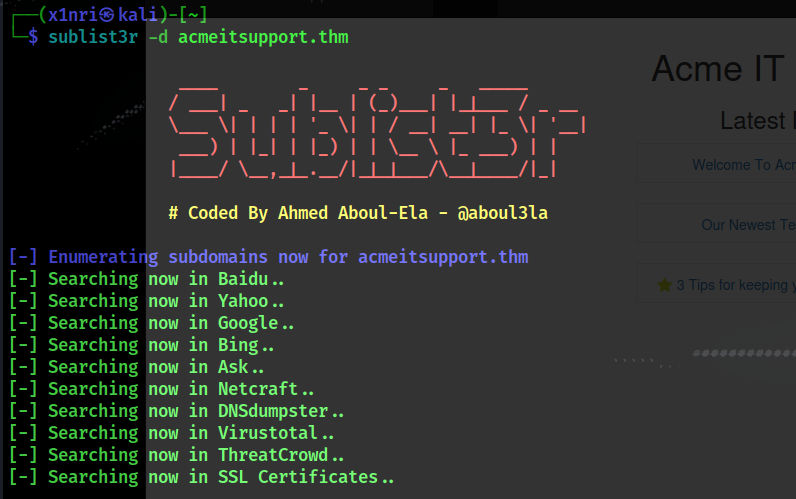 ┌──(x1nri㉿kali)-[~]
└─$ sublist3r -d acmeitsupport.thm
Sublist3r
# Coded By Ahmed Aboul-Ela - @aboul3la
[-] Enumerating subdomains now for acmeitsupport.thm
[-] Searching now in Baidu..
[-] Searching now in Yahoo..
[-] Searching now in Google..
[-] Searching now in Bing..
[-] Searching now in Ask..
[-] Searching now in Netcraft..
[-] Searching now in DNSdumpster..
[-] Searching now in Virustotal..
[-] Searching now in ThreatCrowd..
[-] Searching now in SSL Certificates..
Acme IT
Latest
Welcome To
Our Newest
3 Tips for keeping